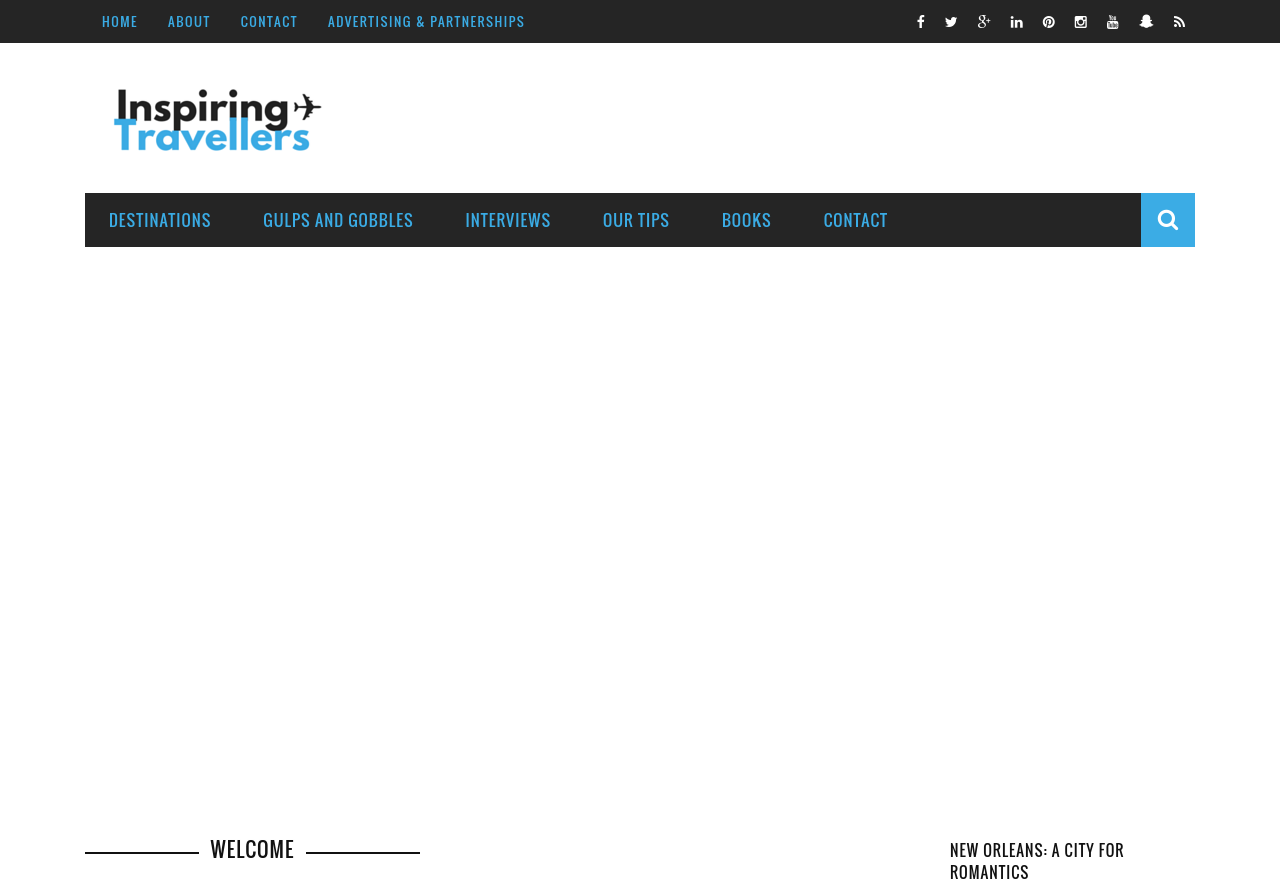 HOME ABOUT CONTACT ADVERTISING & PARTNERSHIPS
Inspiring
Travellers
DESTINATIONS GULPS AND GOBBLES INTERVIEWS OUR TIPS BOOKS CONTACT
WELCOME
NEW ORLEANS: A CITY FOR
ROMANTICS